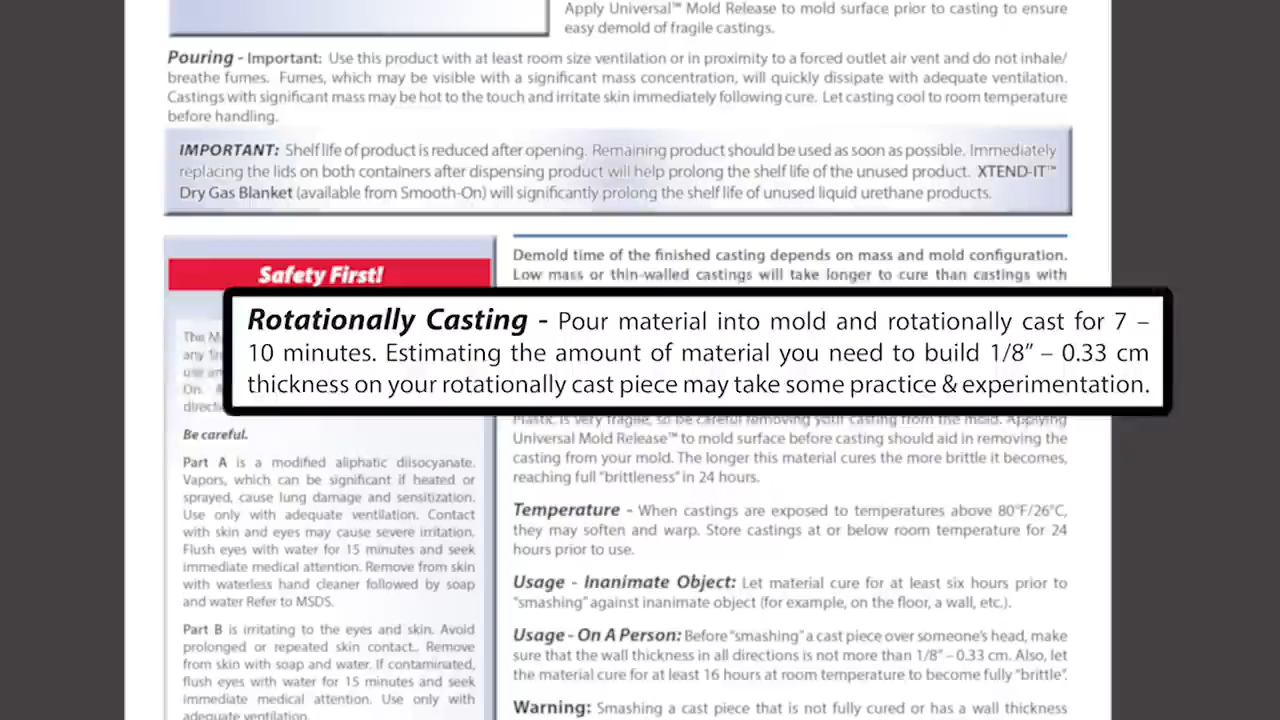 Apply Universal™ Mold Release to mold surface prior to casting to ensure
easy demold of fragile castings.
Pouring - Important: Use this product with at least room size ventilation or in proximity to a forced outlet air vent and do not inhale/
breathe fumes. Fumes, which may be visible with a significant mass concentration, will quickly dissipate with adequate ventilation.
Castings with significant mass may be hot to the touch and irritate skin immediately following cure. Let casting cool to room temperature
before handling.
IMPORTANT: Shelf life of product is reduced after opening. Remaining product should be used as soon as possible. Immediately
replacing the lids on both containers after dispensing product will help prolong the shelf life of the unused product. XTEND-IT™
Dry Gas Blanket (available from Smooth-On) will significantly prolong the shelf life of unused liquid urethane products.
Safety First!
The M
any
use
On.
direct
Be careful.
Part A is a modified aliphatic diisocyanate.
Vapors, which can be significant if heated or
sprayed, cause lung damage and sensitization.
Use only with adequate ventilation. Contact
with skin and eyes may cause severe irritation.
Flush eyes with water for 15 minutes and seek
immediate medical attention. Remove from skin
with waterless hand cleaner followed by soap
and water Refer to MSDS.
Part B is irritating to the eyes and skin. Avoid
prolonged or repeated skin contact.. Remove
from skin with soap and water. If contaminated,
flush eyes with water for 15 minutes and seek
immediate medical attention. Use only with
adequate ventilation.
Demold time of the finished casting depends on mass and mold configuration.
Low mass or thin-walled castings will take longer to cure than castings with
Rotationally Casting - Pour material into mold and rotationally cast for 7 –
10 minutes. Estimating the amount of material you need to build 1/8” – 0.33 cm
thickness on your rotationally cast piece may take some practice & experimentation.
Plastic is very fragile, so be careful removing your casting from the mold. Applying
Universal Mold Release™ to mold surface before casting should aid in removing the
casting from your mold. The longer this material cures the more brittle it becomes,
reaching full “brittleness” in 24 hours.
Temperature - When castings are exposed to temperatures above 80°F/26°C,
they may soften and warp. Store castings at or below room temperature for 24
hours prior to use.
Usage - Inanimate Object: Let material cure for at least six hours prior to
“smashing” against inanimate object (for example, on the floor, a wall, etc.).
Usage - On A Person: Before “smashing” a cast piece over someone’s head, make
sure that the wall thickness in all directions is not more than 1/8” – 0.33 cm. Also, let
the material cure for at least 16 hours at room temperature to become fully “brittle”.
Warning: Smashing a cast piece that is not fully cured or has a wall thickness